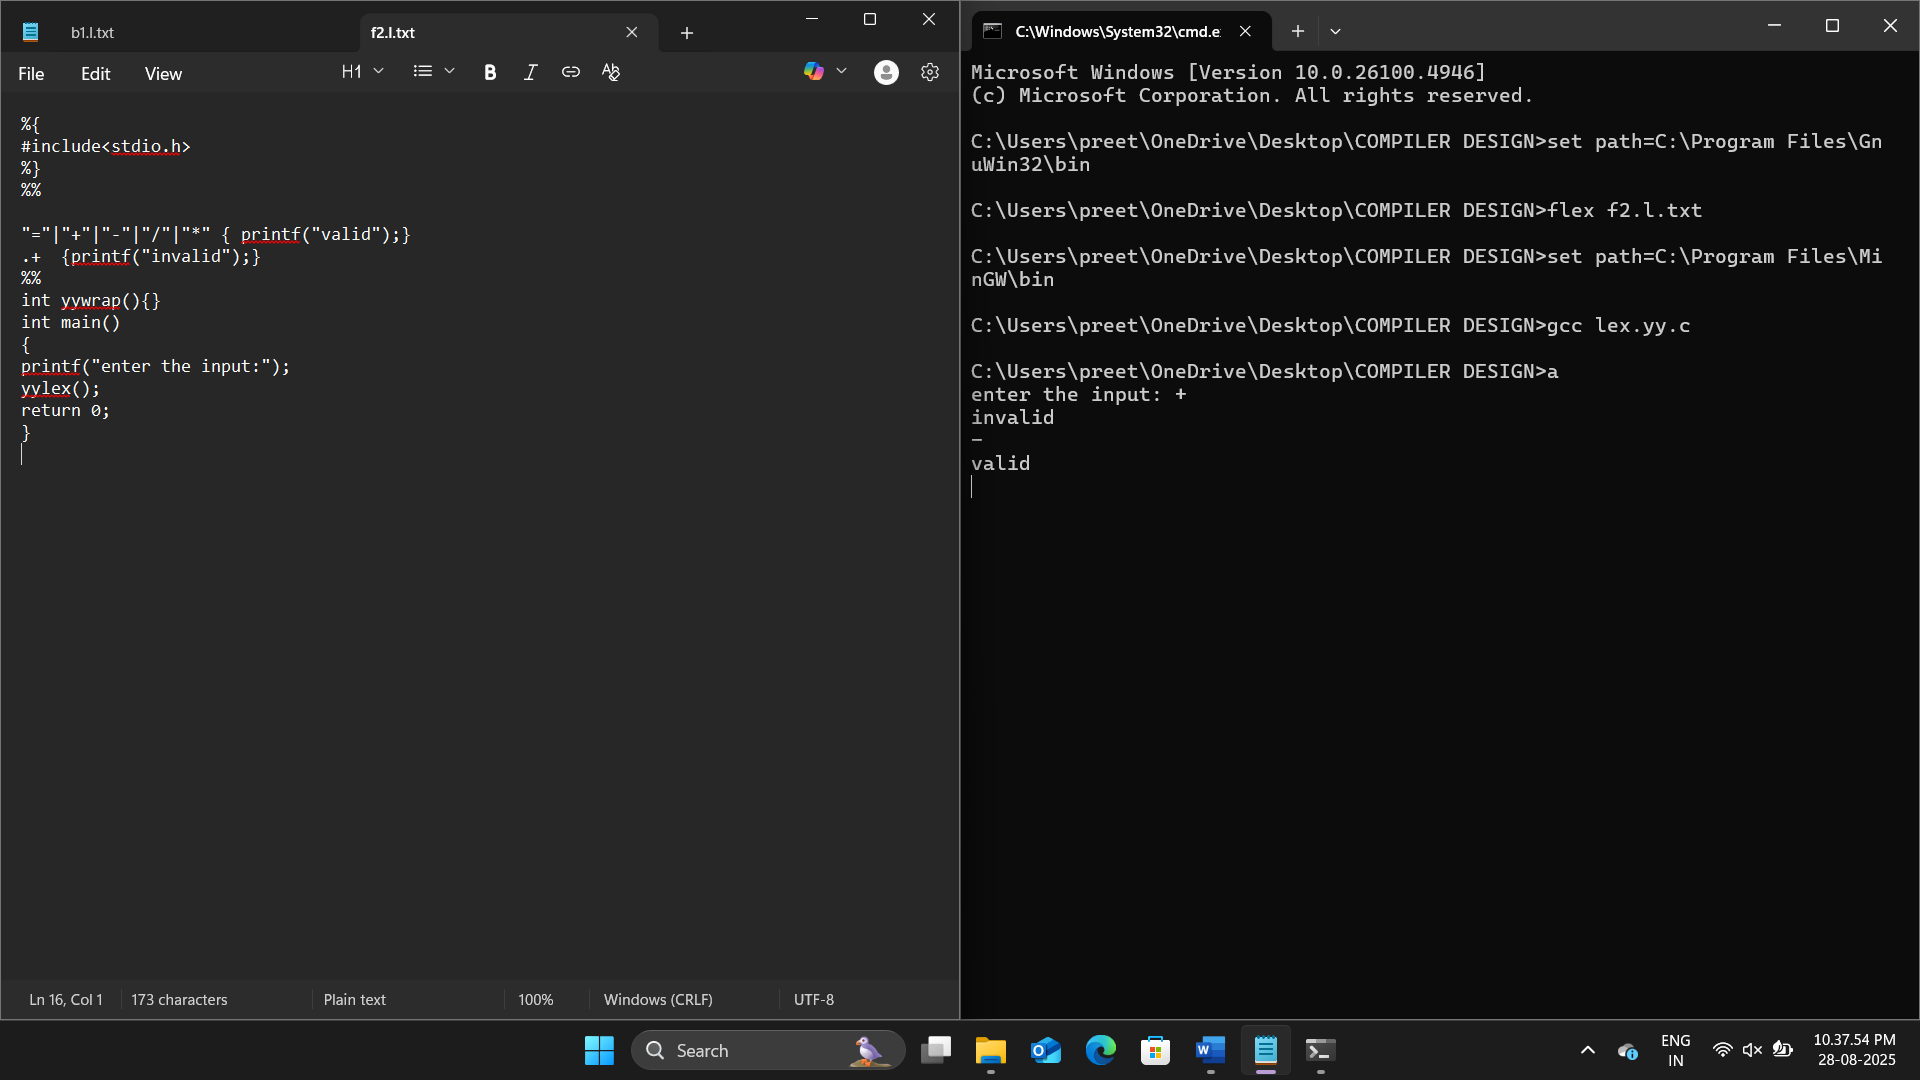 b1.l.txt
f2.l.txt
File Edit View
H1 B I
%{
#include<stdio.h>
%}
%%
"="|"+"|"-"|"/"|"*" { printf("valid");}
.+  {printf("invalid");}
%%
int yywrap(){}
int main()
{
printf("enter the input:");
yylex();
return 0;
}
Ln 16, Col 1
173 characters
Plain text
100%
Windows (CRLF)
UTF-8
C:\Windows\System32\cmd.e
Microsoft Windows [Version 10.0.26100.4946]
(c) Microsoft Corporation. All rights reserved.
C:\Users\preet\OneDrive\Desktop\COMPILER DESIGN>set path=C:\Program Files\Gn
uWin32\bin
C:\Users\preet\OneDrive\Desktop\COMPILER DESIGN>flex f2.l.txt
C:\Users\preet\OneDrive\Desktop\COMPILER DESIGN>set path=C:\Program Files\Mi
nGW\bin
C:\Users\preet\OneDrive\Desktop\COMPILER DESIGN>gcc lex.yy.c
C:\Users\preet\OneDrive\Desktop\COMPILER DESIGN>a
enter the input: +
invalid
-
valid
Search
ENG
IN
10.37.54 PM
28-08-2025